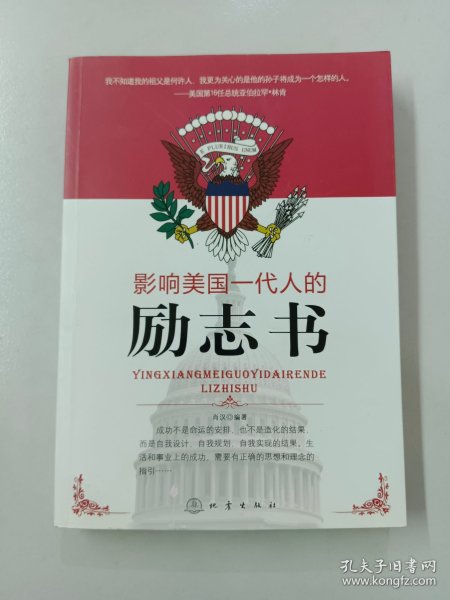 我不知道我的祖父是何许人，我更为关心的是他的孙子将成为一个怎样的人。
——美国第16任总统亚伯拉罕·林肯
E PLURIBUS UNUM
影响美国一代人的
励志书
YINGXIANGMEIGUOYIDAIRENDE
LIZHISHU
肖汉◎编著
成功不是命运的安排，也不是造化的结果，
而是自我设计、自我规划、自我实现的结果。生
活和事业上的成功，需要有正确的思想和理念的
指引……
地震出版社
孔夫子旧书网
www.kongfz.com